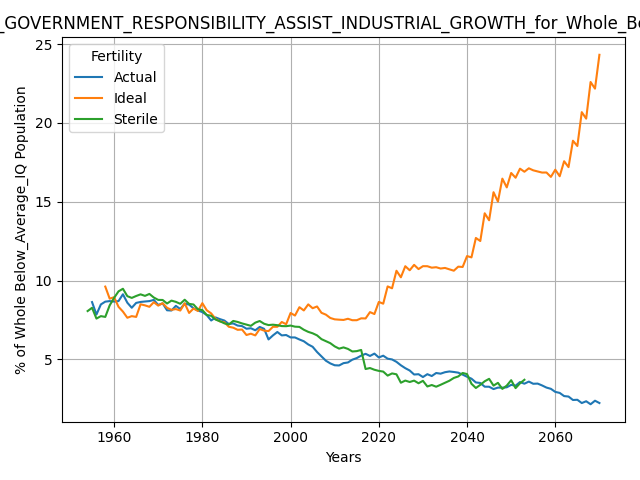 _GOVERNMENT_RESPONSIBILITY_ASSIST_INDUSTRIAL_GROWTH_for_Whole_Be
Fertility
Actual
Ideal
Sterile
% of Whole Below_Average_IQ Population
25
20
15
10
5
1960 1980 2000 2020 2040 2060
Years